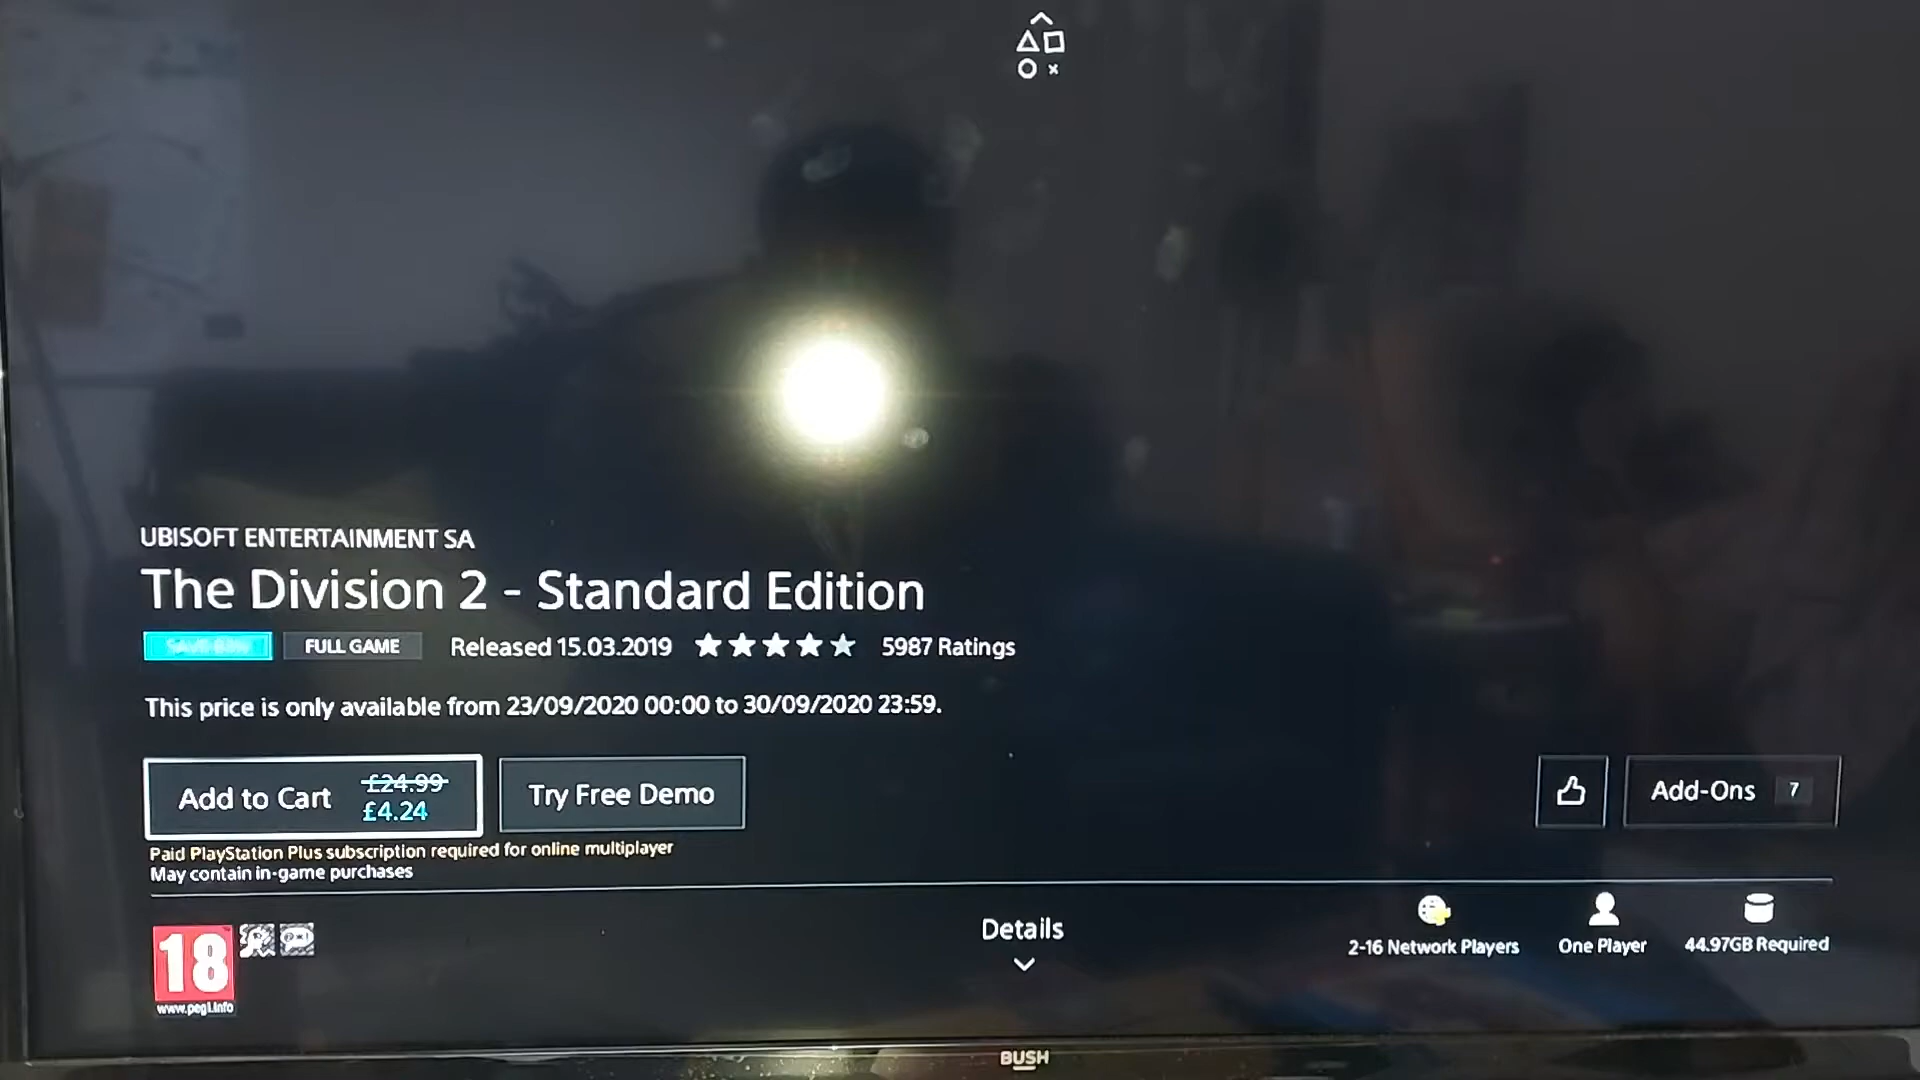 UBISOFT ENTERTAINMENT SA
The Division 2 - Standard Edition
FULL GAME Released 15.03.2019 5987 Ratings
This price is only available from 23/09/2020 00:00 to 30/09/2020 23:59.
Add to Cart £24.99 £4.24
Try Free Demo
Add-Ons 7
Paid PlayStation Plus subscription required for online multiplayer
May contain in-game purchases
18
www.pegi.info
Details
2-16 Network Players
One Player
44.97GB Required
BUSH